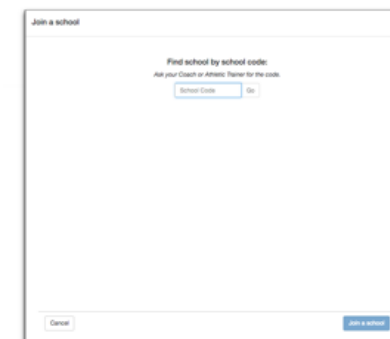 Join a school
Find school by school code:
Ask your Coach or Athletic Trainer for the code.
School Code Go
Cancel Join a school